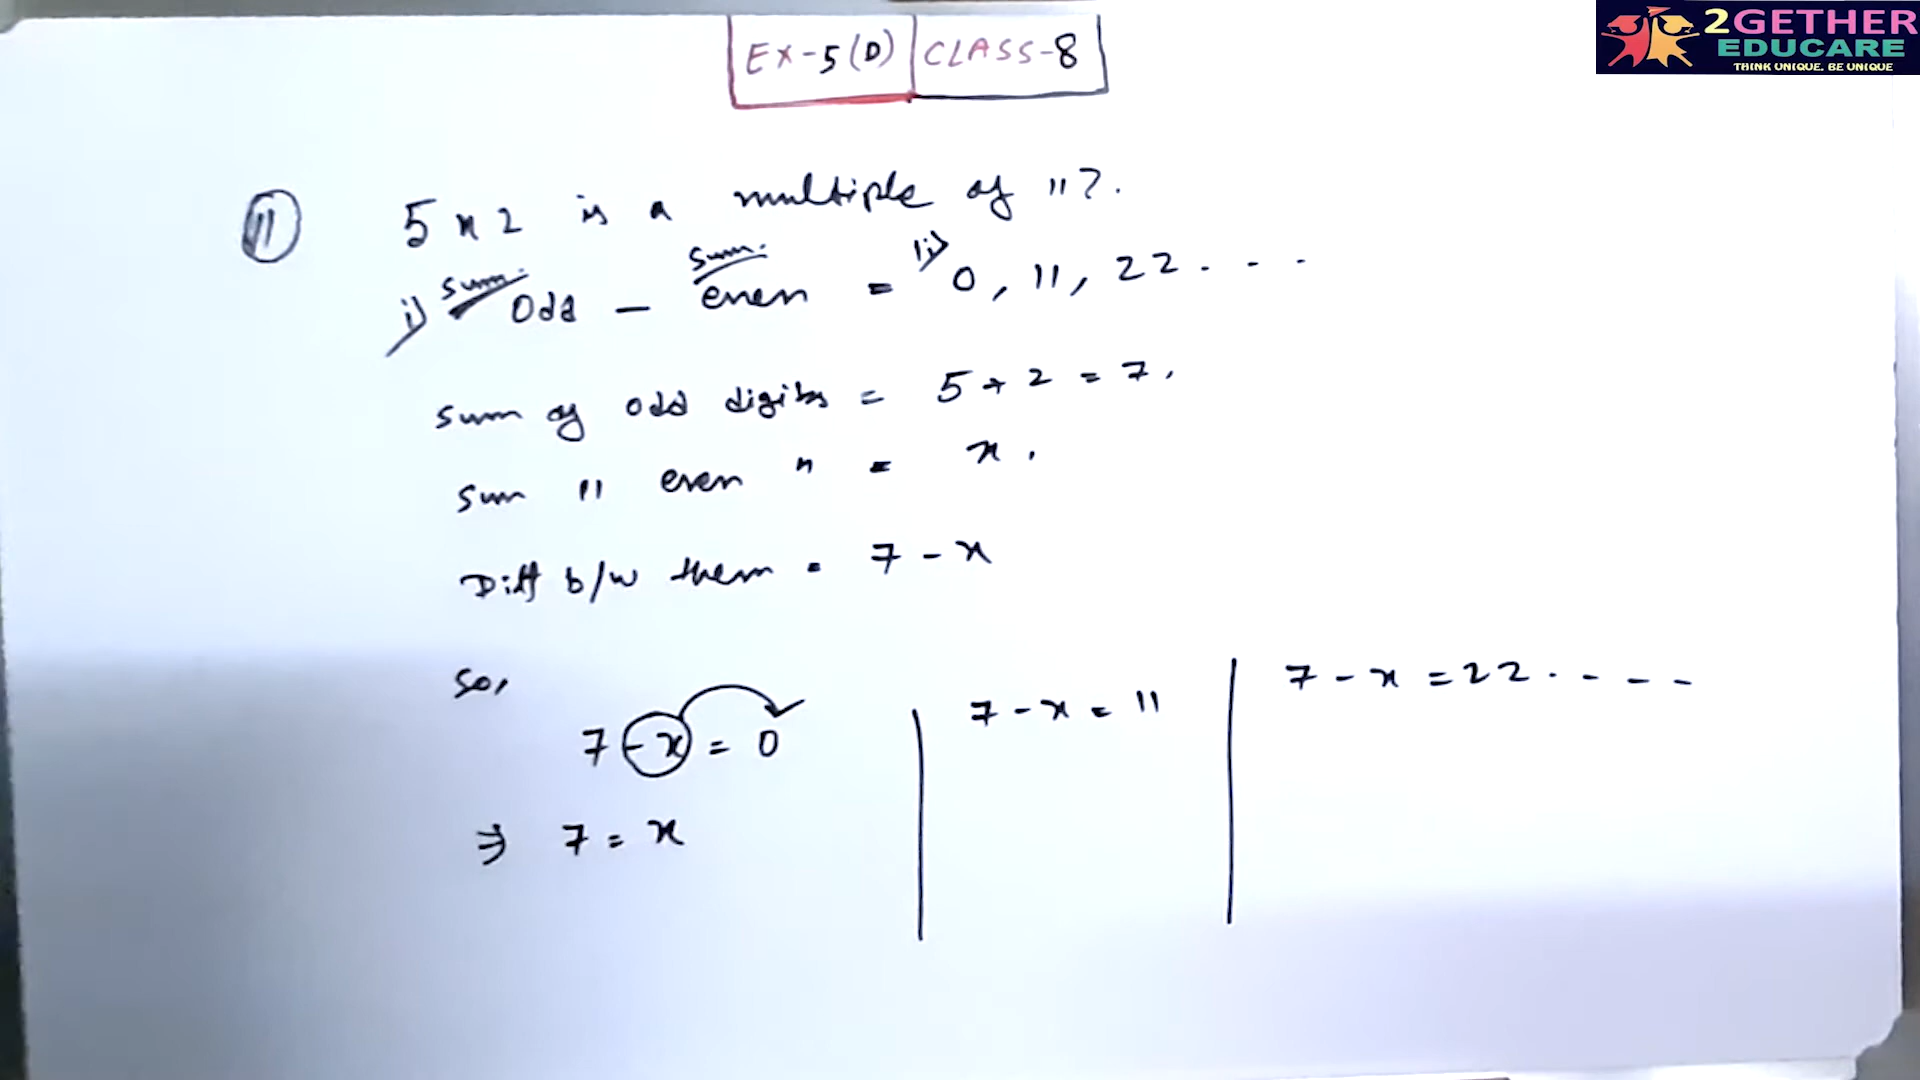 EX-5(D) CLASS-8
2GETHER
EDUCARE
THINK UNIQUE. BE UNIQUE
11 5x2 is a multiple of 11?.
i) sum. Odd - sum. even = ii) 0, 11, 22. - .
Sum of odd digits = 5+2=7.
Sum 11 even " = x.
Diff b/w them = 7-x
So,
7-x=0
7-x=11
7-x=22.---
⇒ 7=x